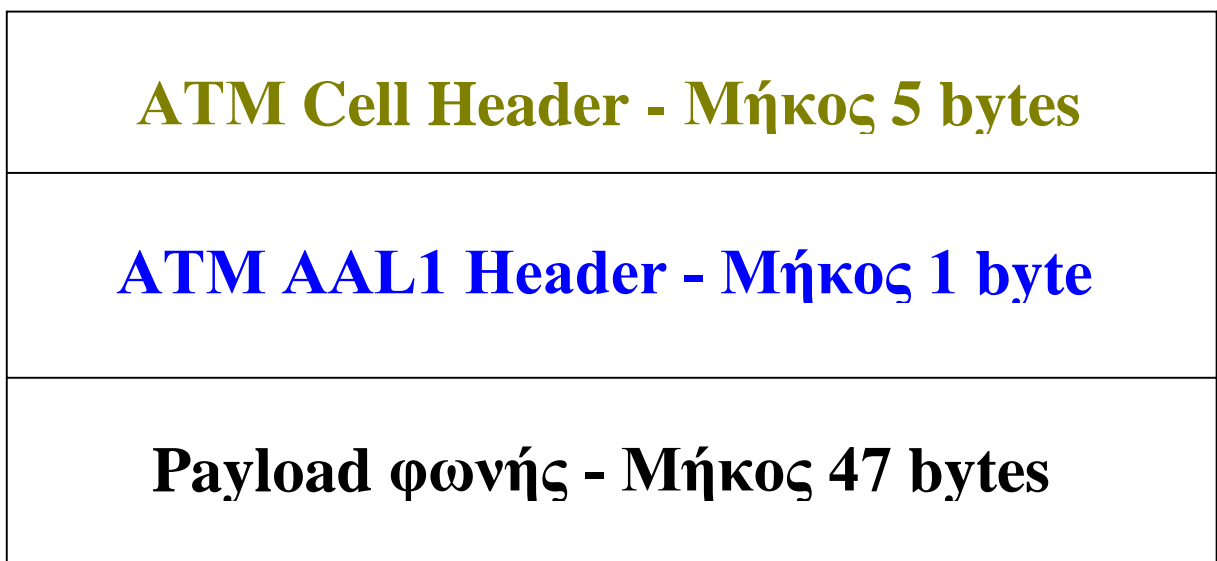 ATM Cell Header - Μήκος 5 bytes
ATM AAL1 Header - Μήκος 1 byte
Payload φωνής - Μήκος 47 bytes